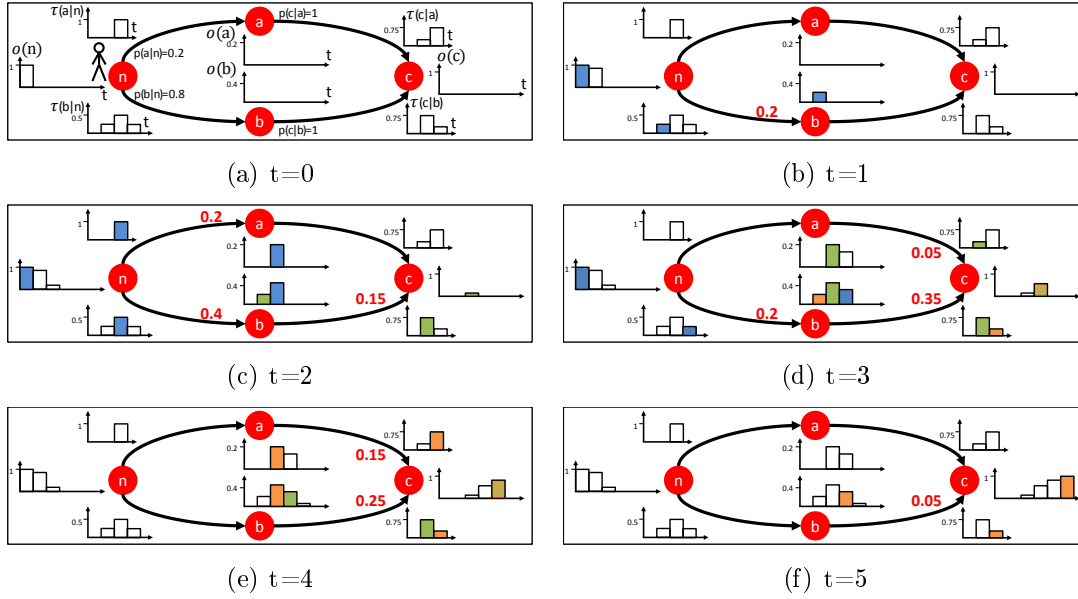 τ(a|n)
1
t
p(c|a)=1
a
τ(c|a)
0.75
t
o(n)
1
t
p(a|n)=0.2
n
p(b|n)=0.8
o(a)
0.2
t
o(b)
0.4
t
o(c)
1
t
c
τ(b|n)
0.5
t
b
p(c|b)=1
τ(c|b)
0.75
t
(a) t=0
1
a
0.75
1
n
0.2
0.4
1
c
0.5
0.2
b
0.75
(b) t=1
1
0.2
a
0.75
1
n
0.2
0.4
1
c
0.5
0.4
b
0.15
0.75
(c) t=2
1
a
0.75
0.05
1
n
0.2
0.4
1
c
0.5
0.2
b
0.35
0.75
(d) t=3
1
a
0.75
0.15
1
n
0.2
0.4
1
c
0.5
b
0.25
0.75
(e) t=4
1
a
0.75
1
n
0.2
0.4
1
c
0.5
b
0.05
0.75
(f) t=5